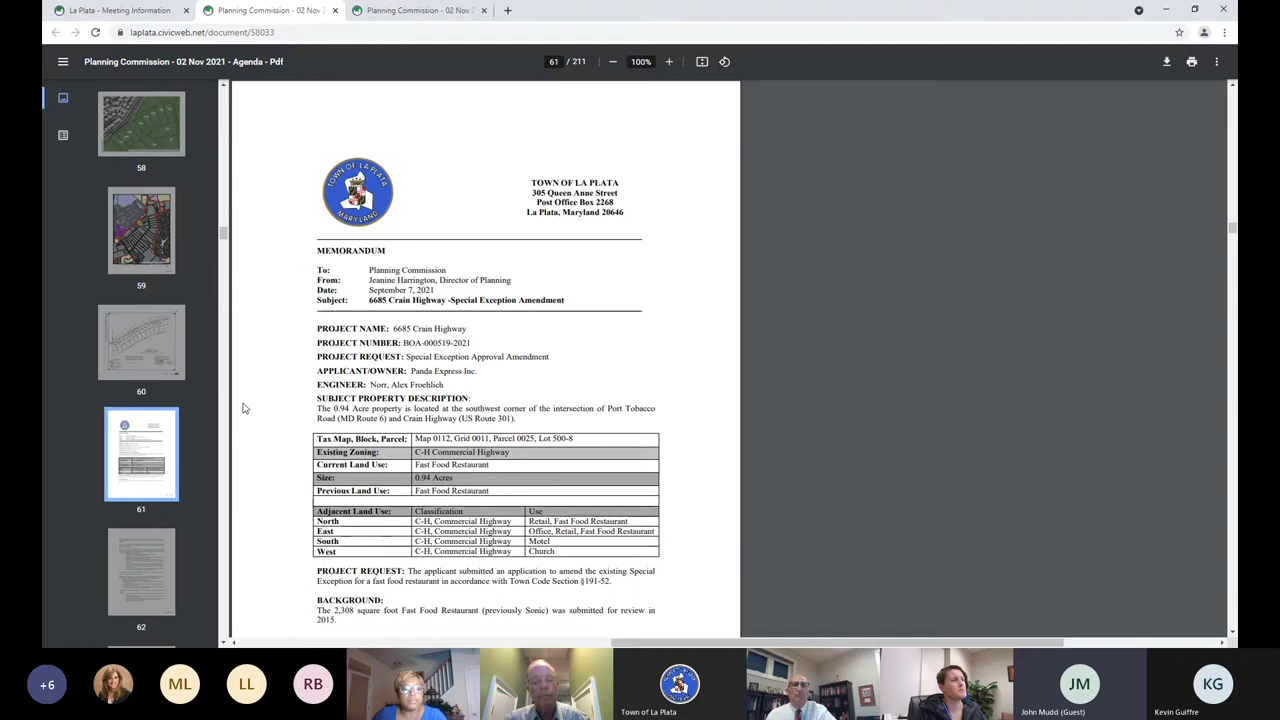 La Plata - Meeting Information
Planning Commission - 02 Nov 2
Planning Commission - 02 Nov 2
laplata.civicweb.net/document/58033
Planning Commission - 02 Nov 2021 - Agenda - Pdf
61 / 211
100%
58
59
60
61
62
TOWN OF LA PLATA
MARYLAND
TOWN OF LA PLATA
305 Queen Anne Street
Post Office Box 2268
La Plata, Maryland 20646
MEMORANDUM
To: Planning Commission
From: Jeanine Harrington, Director of Planning
Date: September 7, 2021
Subject: 6685 Crain Highway -Special Exception Amendment
PROJECT NAME: 6685 Crain Highway
PROJECT NUMBER: BOA-000519-2021
PROJECT REQUEST: Special Exception Approval Amendment
APPLICANT/OWNER: Panda Express Inc.
ENGINEER: Norr, Alex Froehlich
SUBJECT PROPERTY DESCRIPTION:
The 0.94 Acre property is located at the southwest corner of the intersection of Port Tobacco
Road (MD Route 6) and Crain Highway (US Route 301).
Tax Map, Block, Parcel: Map 0112, Grid 0011, Parcel 0025, Lot 500-8
Existing Zoning: C-H Commercial Highway
Current Land Use: Fast Food Restaurant
Size: 0.94 Acres
Previous Land Use: Fast Food Restaurant
Adjacent Land Use: Classification Use
North C-H, Commercial Highway Retail, Fast Food Restaurant
East C-H, Commercial Highway Office, Retail, Fast Food Restaurant
South C-H, Commercial Highway Motel
West C-H, Commercial Highway Church
PROJECT REQUEST: The applicant submitted an application to amend the existing Special
Exception for a fast food restaurant in accordance with Town Code Section §191-52.
BACKGROUND:
The 2,308 square foot Fast Food Restaurant (previously Sonic) was submitted for review in
2015.
+6
ML
LL
RB
Town of La Plata
JM
John Mudd (Guest)
KG
Kevin Guiffre